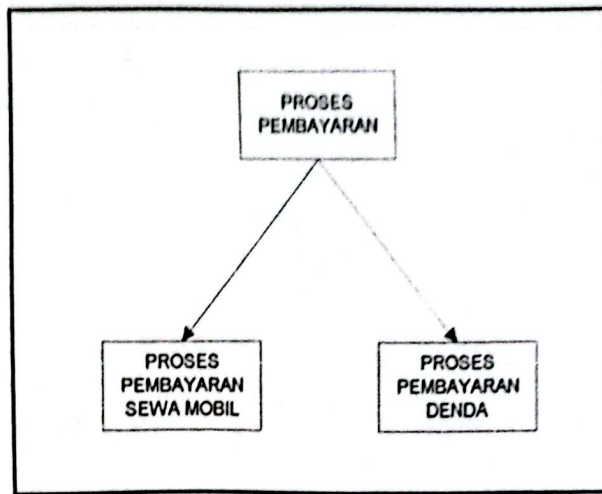 PROSES
PEMBAYARAN
PROSES
PEMBAYARAN
SEWA MOBIL
PROSES
PEMBAYARAN
DENDA